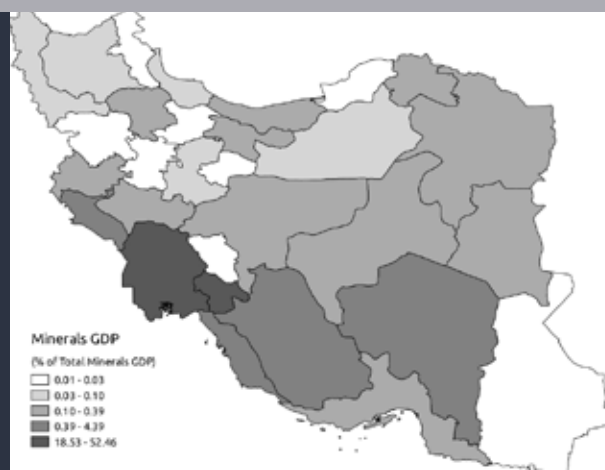 Minerals GDP
(% of Total Minerals GDP)
0.01 - 0.03
0.03 - 0.10
0.10 - 0.39
0.39 - 4.39
18.53 - 52.46